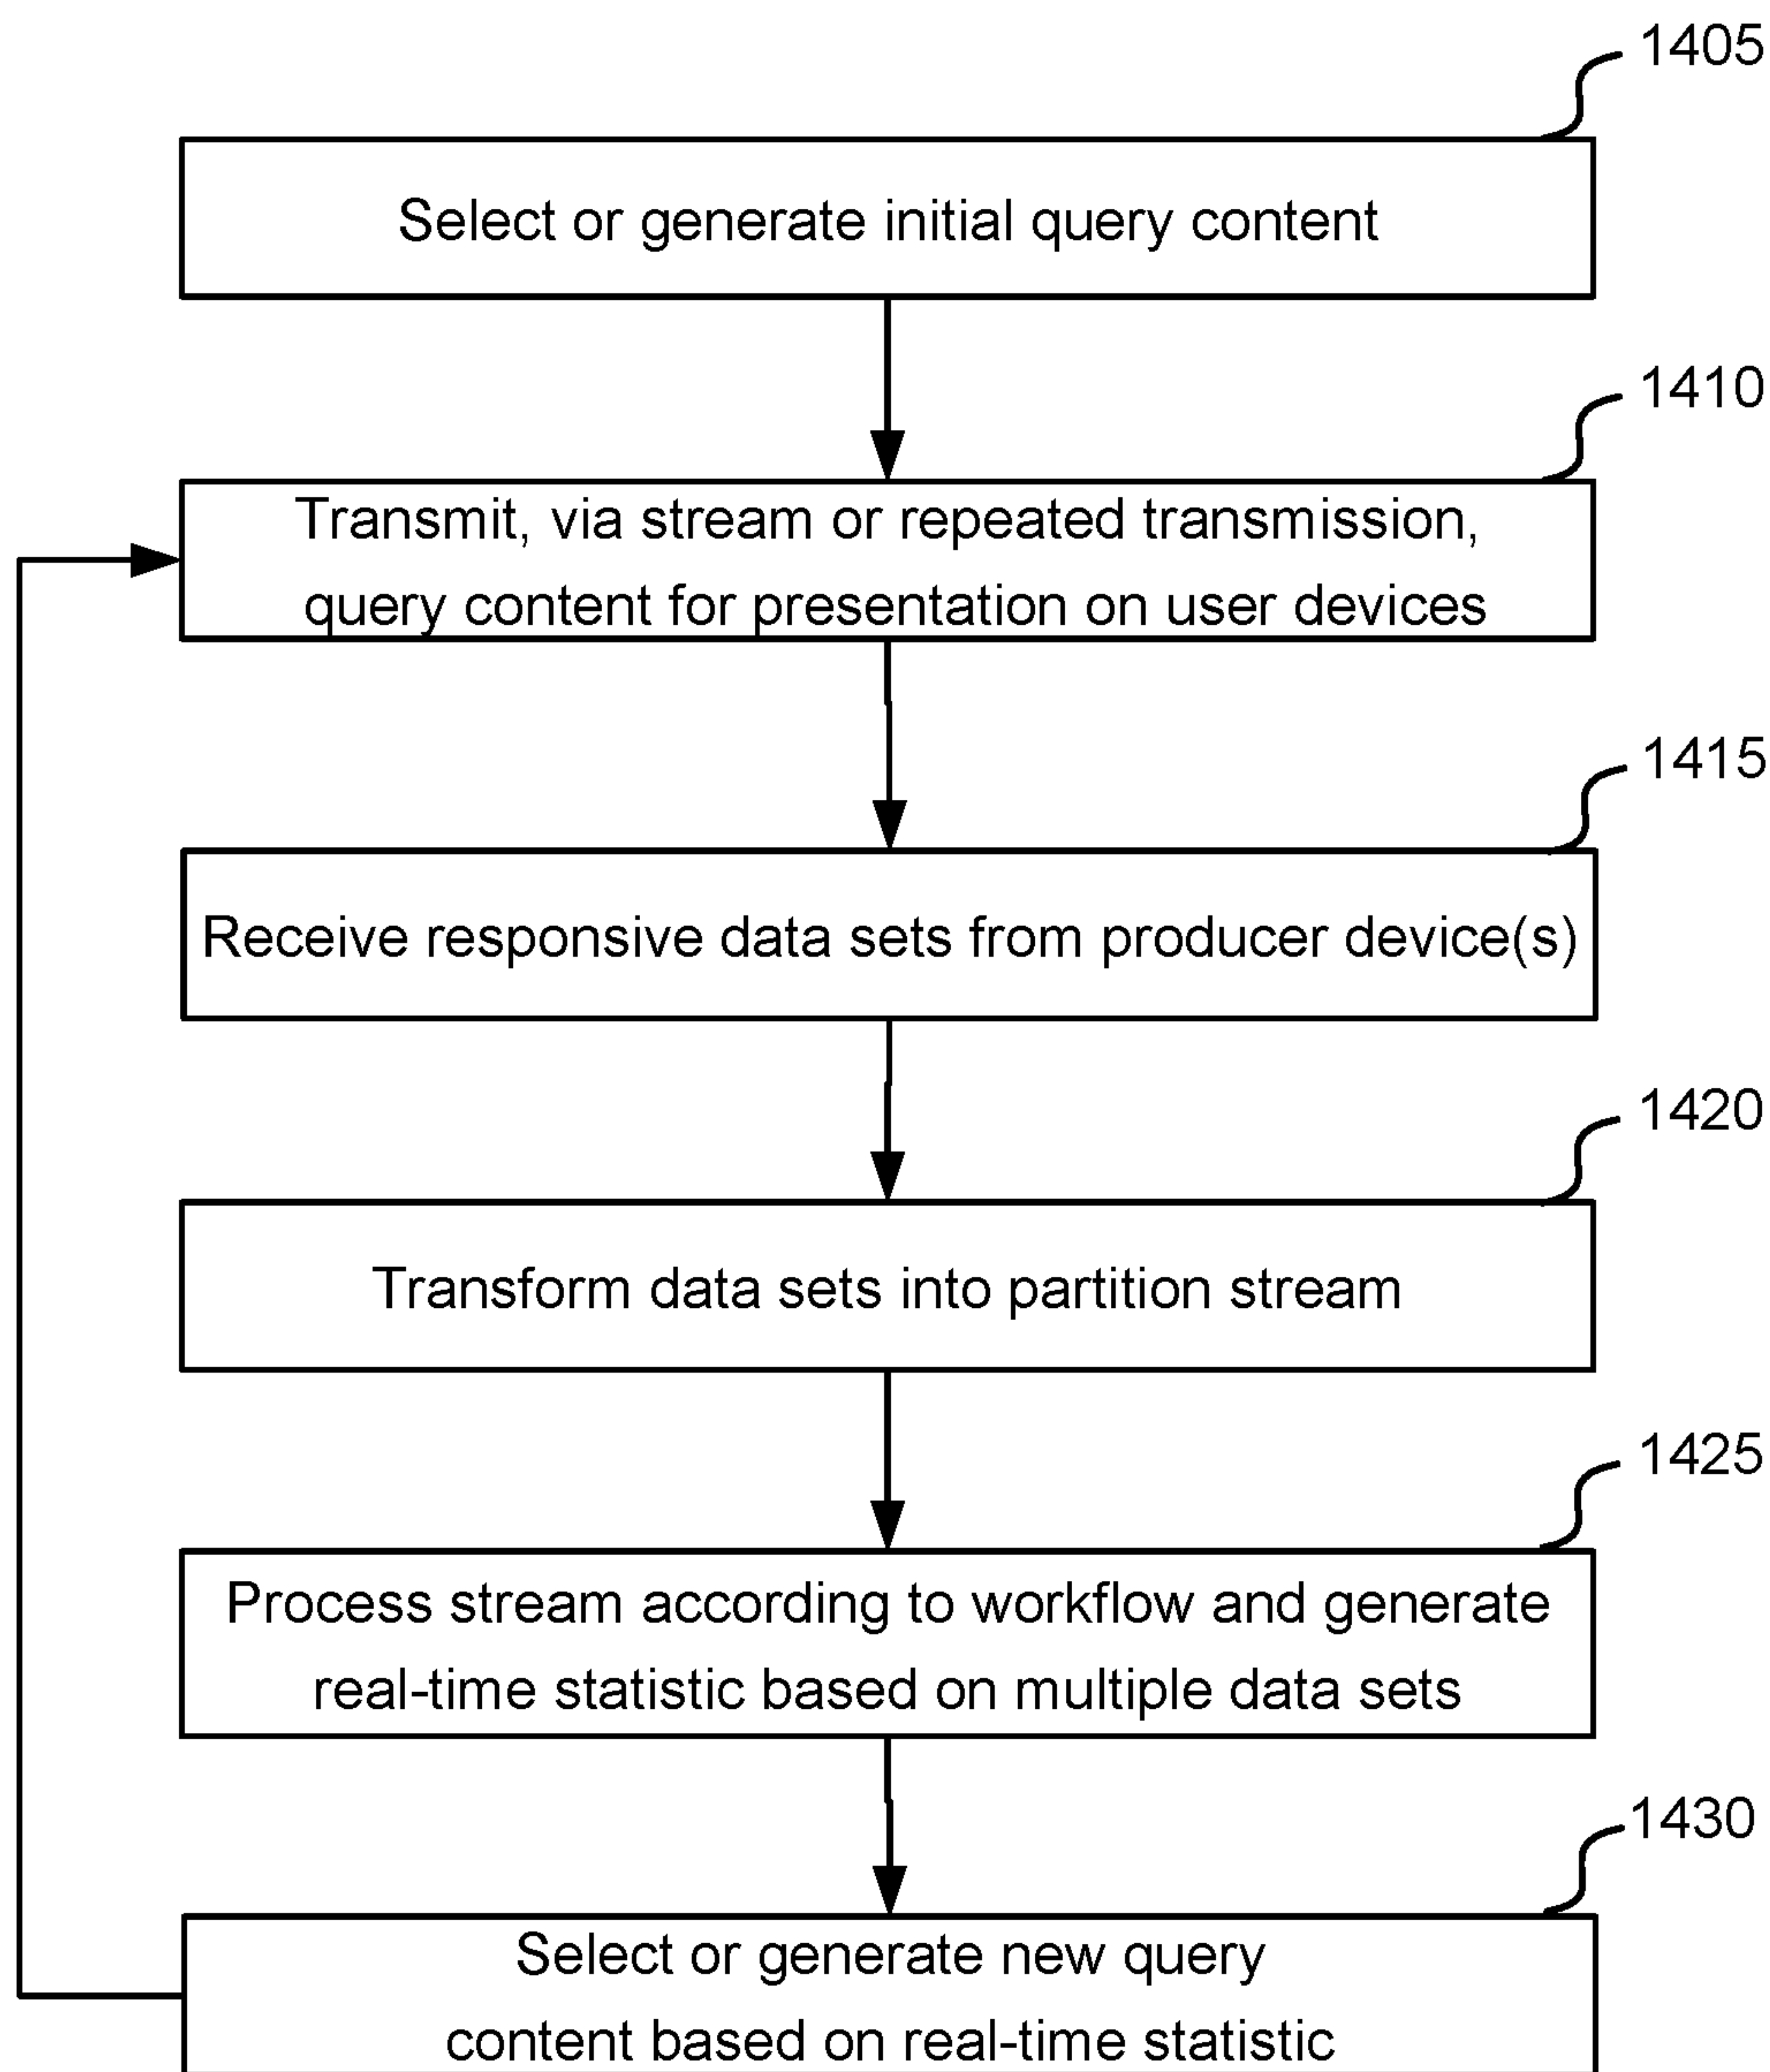 1405
Select or generate initial query content
1410
Transmit, via stream or repeated transmission,
query content for presentation on user devices
1415
Receive responsive data sets from producer device(s)
1420
Transform data sets into partition stream
1425
Process stream according to workflow and generate
real-time statistic based on multiple data sets
1430
Select or generate new query
content based on real-time statistic